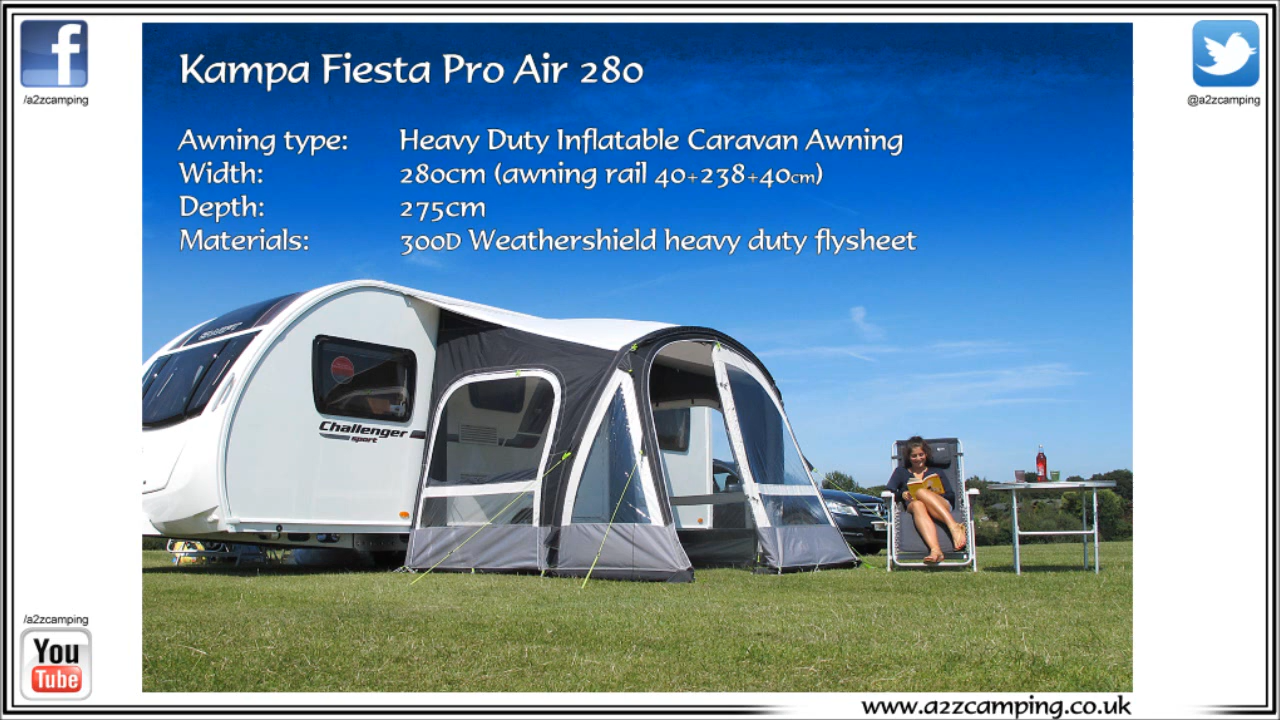 Kampa Fiesta Pro Air 280
Awning type: Heavy Duty Inflatable Caravan Awning
Width: 280cm (awning rail 40+238+40cm)
Depth: 275cm
Materials: 300D Weathershield heavy duty flysheet
f
/a2zcamping
@a2zcamping
Challenger
sport
/a2zcamping
You
Tube
www.a2zcamping.co.uk